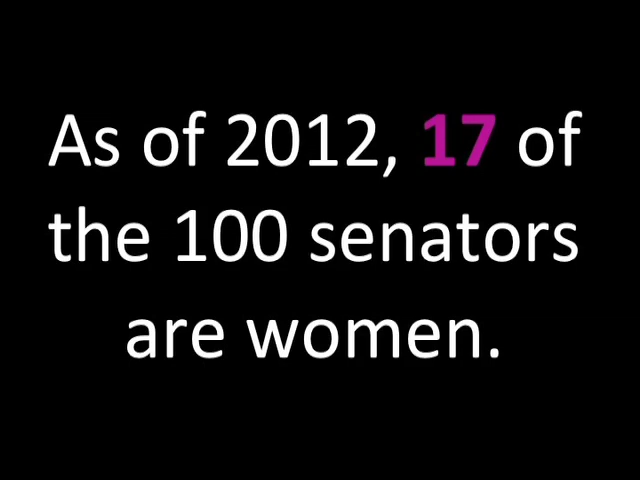 As of 2012, 17 of
the 100 senators
are women.